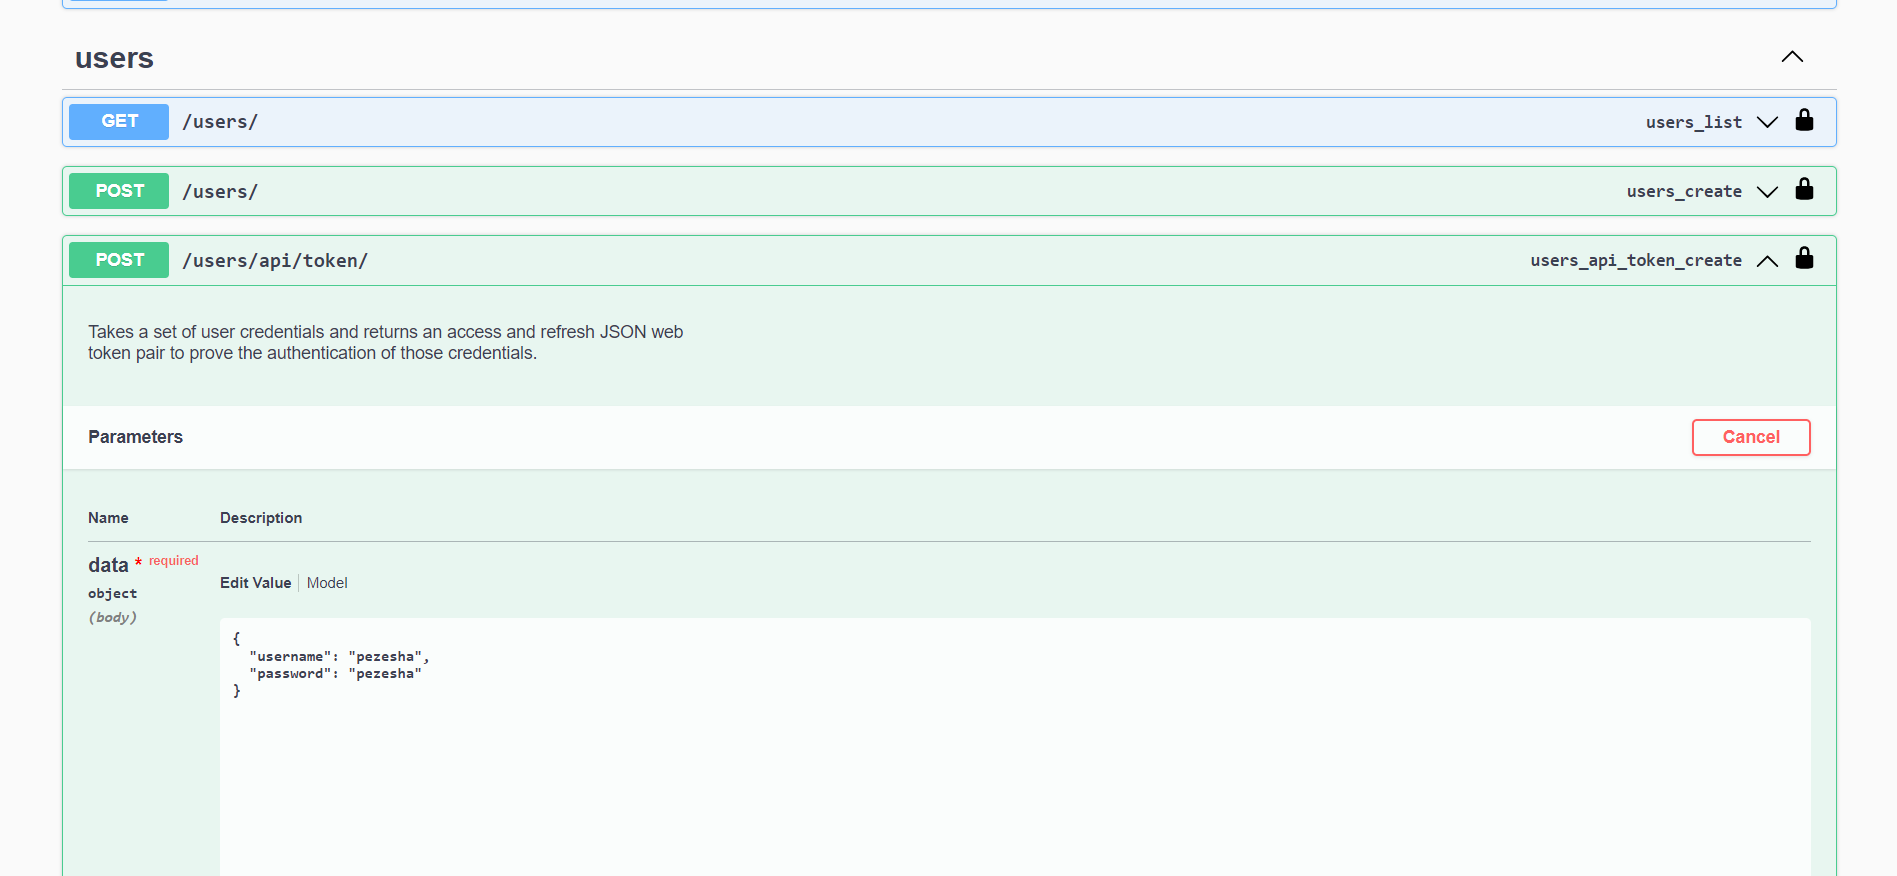 users
GET /users/ users_list
POST /users/ users_create
POST /users/api/token/ users_api_token_create
Takes a set of user credentials and returns an access and refresh JSON web
token pair to prove the authentication of those credentials.
Parameters Cancel
Name Description
data * required
object
(body)
Edit Value Model
{
"username": "pezesha",
"password": "pezesha"
}